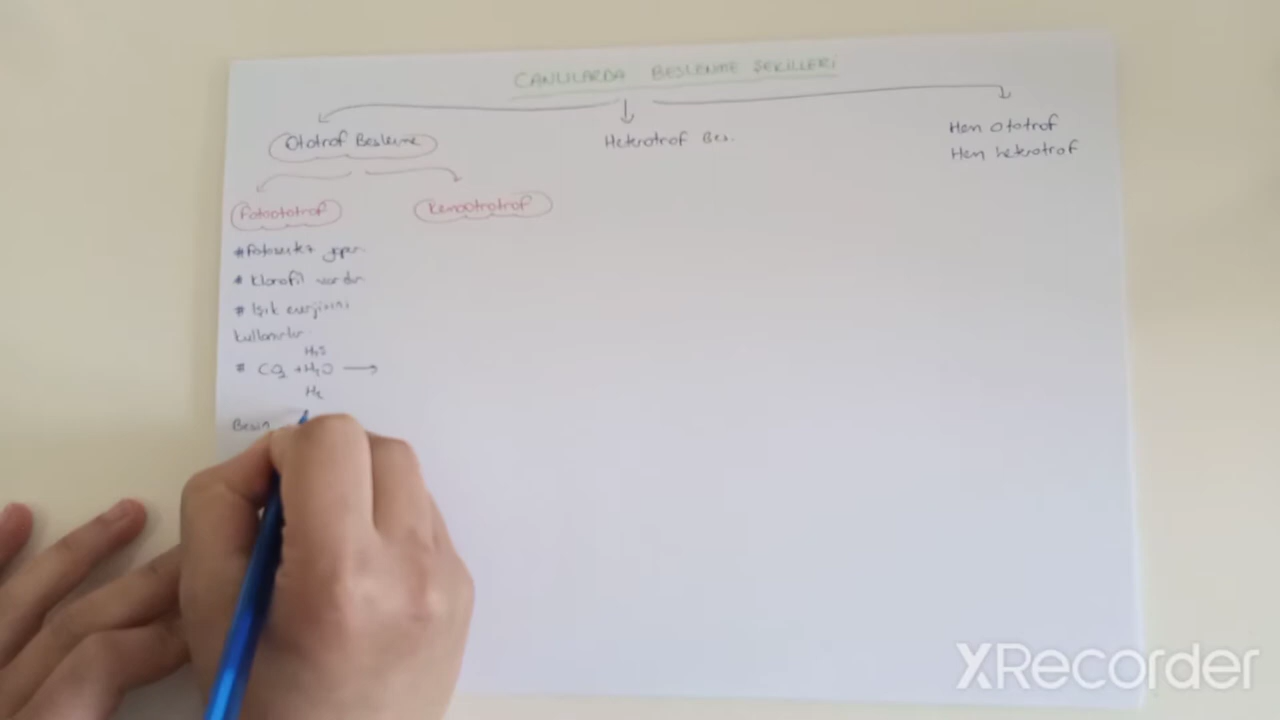 CANLILARDA BESLENME ŞEKİLLERİ
Ototrof Beslenme
Heterotrof Bes.
Hem ototrof
Hem heterotrof
Fotoototrof
Kemoototrof
# Fotosentez yapar
# Klorofil vardır
# Işık enerjisini
kullanırlar
H₂S
# CO₂ + H₂O →
H₂
Besin
XRecorder